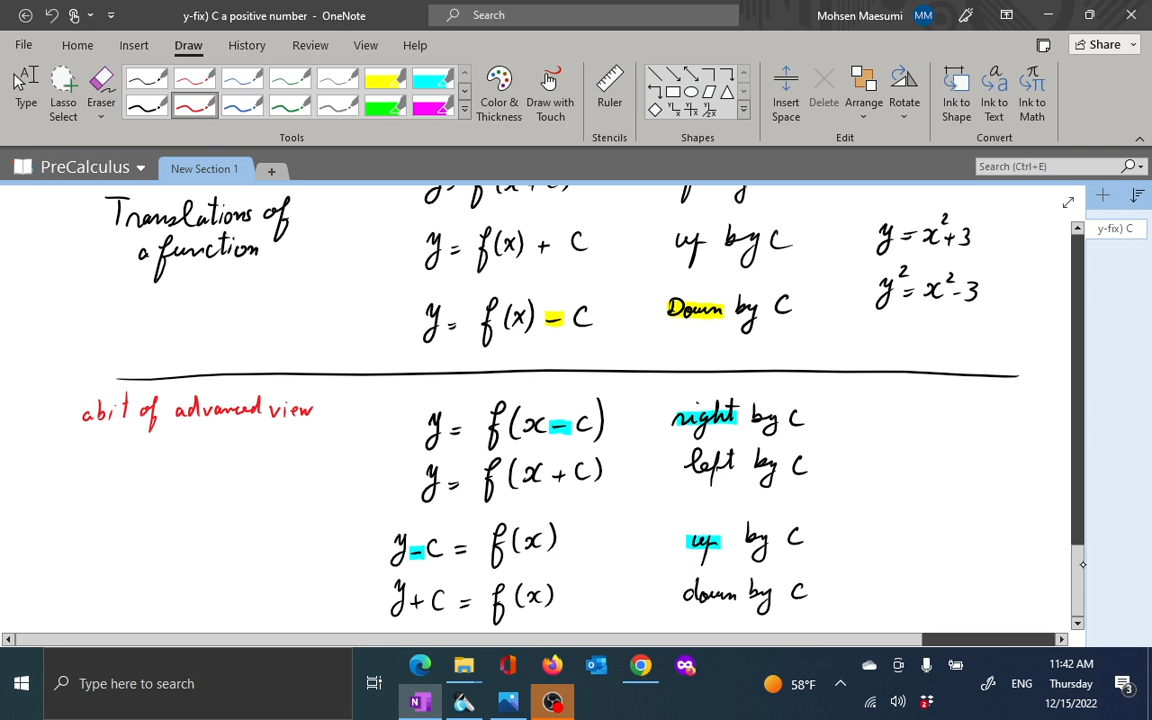 y-fix) C a positive number - OneNote
Search
Mohsen Maesumi MM
File Home Insert Draw History Review View Help
Share
Type
Lasso Select
Eraser
Color & Thickness
Draw with Touch
Ruler
Insert Space
Delete
Arrange
Rotate
Ink to Shape
Ink to Text
Ink to Math
Tools
Stencils
Shapes
Edit
Convert
PreCalculus
New Section 1
Search (Ctrl+E)
y-fix) C
Translations of
a function
y = f(x) + C up by C
y = f(x) - C Down by C
y = x² + 3
y² = x² - 3
a bit of advanced view
y = f(x - C) right by C
y = f(x + C) left by C
y - C = f(x) up by C
y + C = f(x) down by C
Type here to search
58°F
ENG
11:42 AM
Thursday
12/15/2022
3